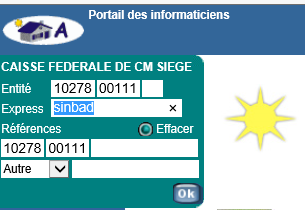 A
Portail des informaticiens
CAISSE FEDERALE DE CM SIEGE
Entité 10278 00111
Express sinbad ×
Références Effacer
10278 00111
Autre
Ok